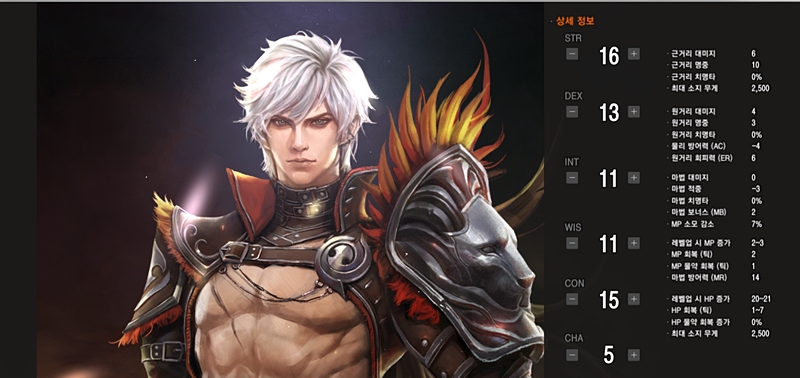 · 상세 정보
STR
− 16 +
· 근거리 대미지 6
· 근거리 명중 10
· 근거리 치명타 0%
· 최대 소지 무게 2,500
DEX
− 13 +
· 원거리 대미지 4
· 원거리 명중 3
· 원거리 치명타 0%
· 물리 방어력 (AC) −4
· 원거리 회피력 (ER) 6
INT
− 11 +
· 마법 대미지 0
· 마법 적중 −3
· 마법 치명타 0%
· 마법 보너스 (MB) 2
· MP 소모 감소 7%
WIS
− 11 +
· 레벨업 시 MP 증가 2~3
· MP 회복 (틱) 2
· MP 물약 회복 (틱) 1
· 마법 방어력 (MR) 14
CON
− 15 +
· 레벨업 시 HP 증가 20~21
· HP 회복 (틱) 1~7
· HP 물약 회복 증가 0%
· 최대 소지 무게 2,500
CHA
− 5 +